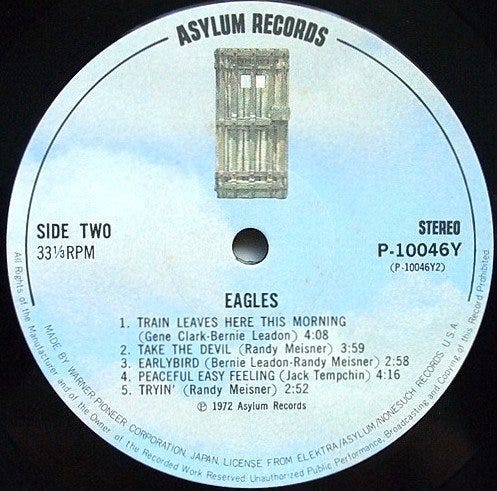 ASYLUM RECORDS
SIDE TWO
33⅓RPM
STEREO
P-10046Y
(P-10046Y2)
EAGLES
1. TRAIN LEAVES HERE THIS MORNING
(Gene Clark-Bernie Leadon) 4:08
2. TAKE THE DEVIL (Randy Meisner) 3:59
3. EARLYBIRD (Bernie Leadon-Randy Meisner) 2:58
4. PEACEFUL EASY FEELING (Jack Tempchin) 4:16
5. TRYIN' (Randy Meisner) 2:52
Ⓟ 1972 Asylum Records
MADE BY WARNER-PIONEER CORPORATION, JAPAN, LICENSE FROM ELEKTRA/ASYLUM/NONESUCH RECORDS, U.S.A.
All Rights of the Manufacturer and of the Owner of the Recorded Work Reserved. Unauthorized Public Performance, Broadcasting and Copying of this Record Prohibited.